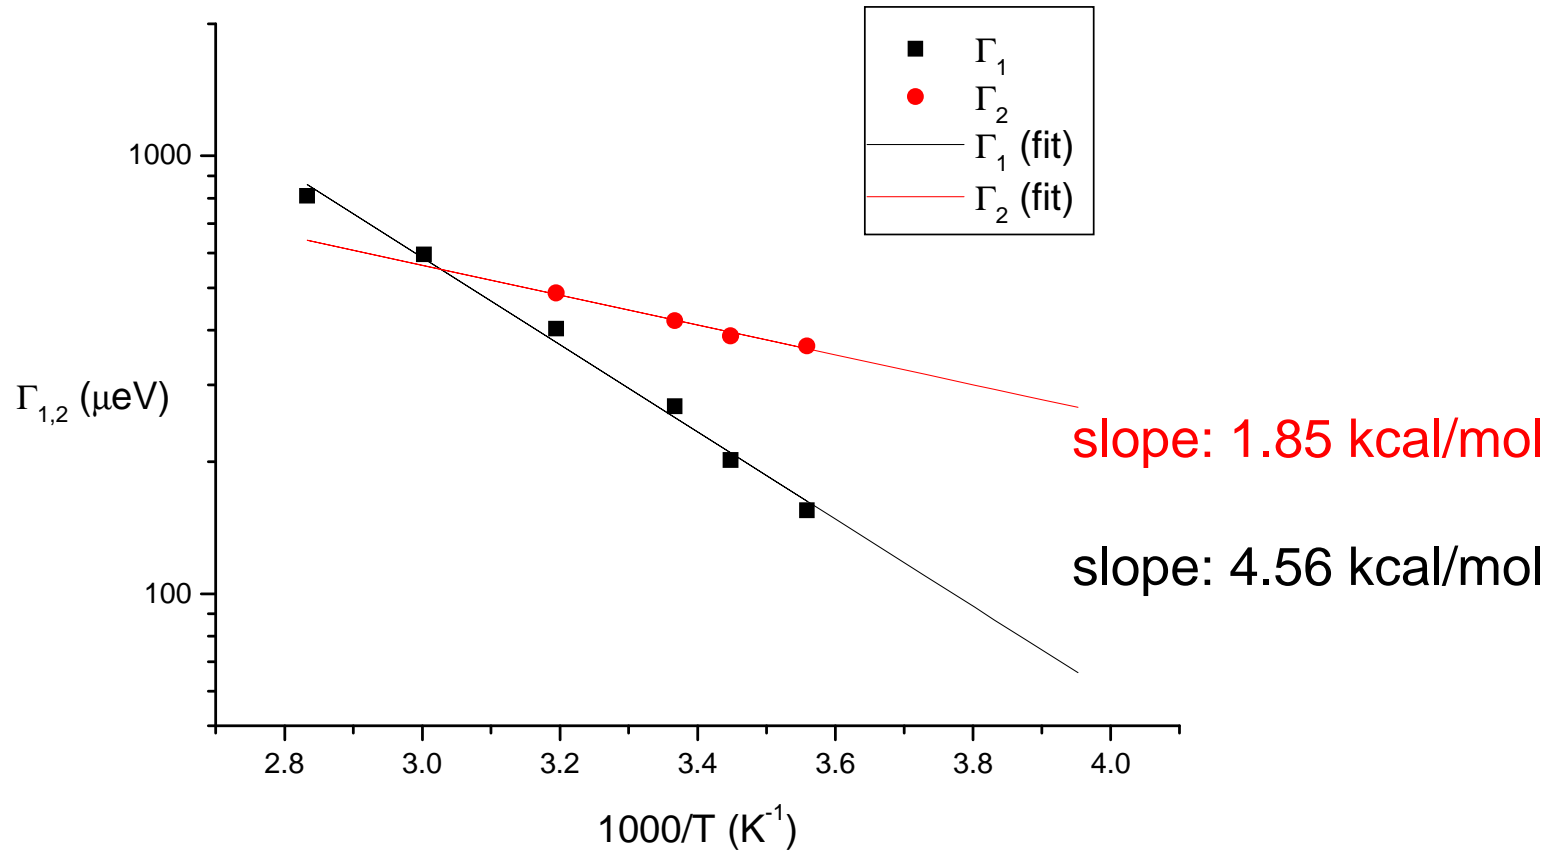 Γ1
Γ2
Γ1 (fit)
Γ2 (fit)
1000
100
Γ1,2 (μeV)
slope: 1.85 kcal/mol
slope: 4.56 kcal/mol
2.8 3.0 3.2 3.4 3.6 3.8 4.0
1000/T (K-1)